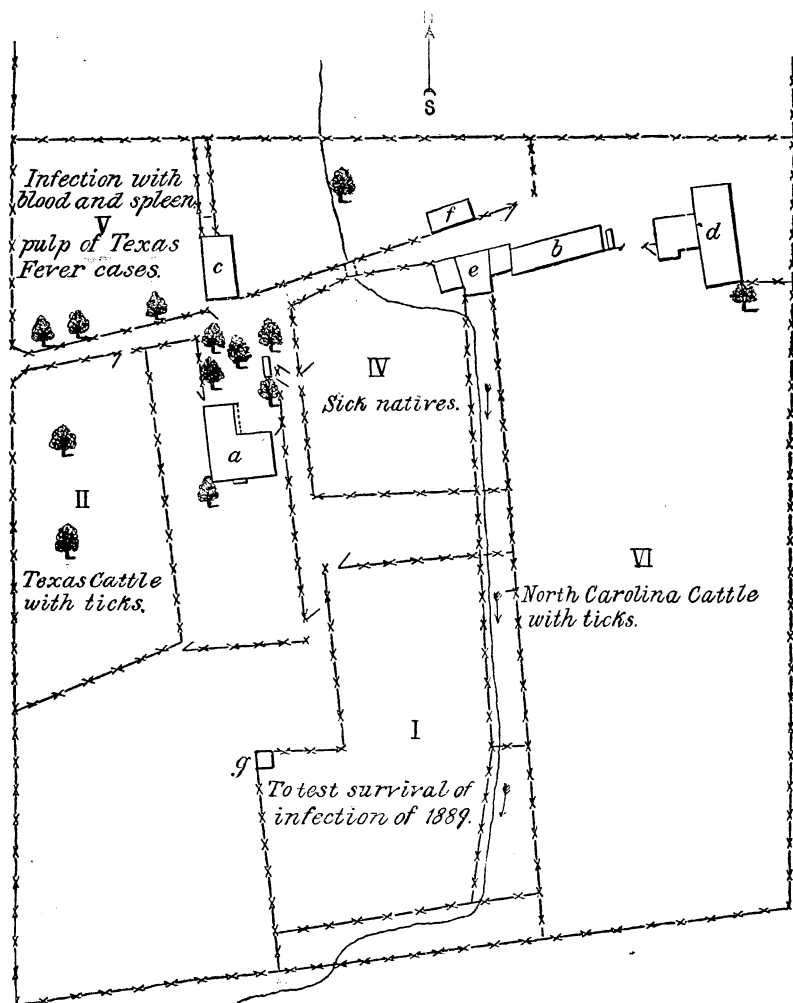 N
S
Infection with
blood and spleen
V
pulp of Texas
Fever cases.
c
f
e
b
d
IV
Sick natives.
a
II
Texas Cattle
with ticks.
VI
North Carolina Cattle
with ticks.
I
g
To test survival of
infection of 1889.